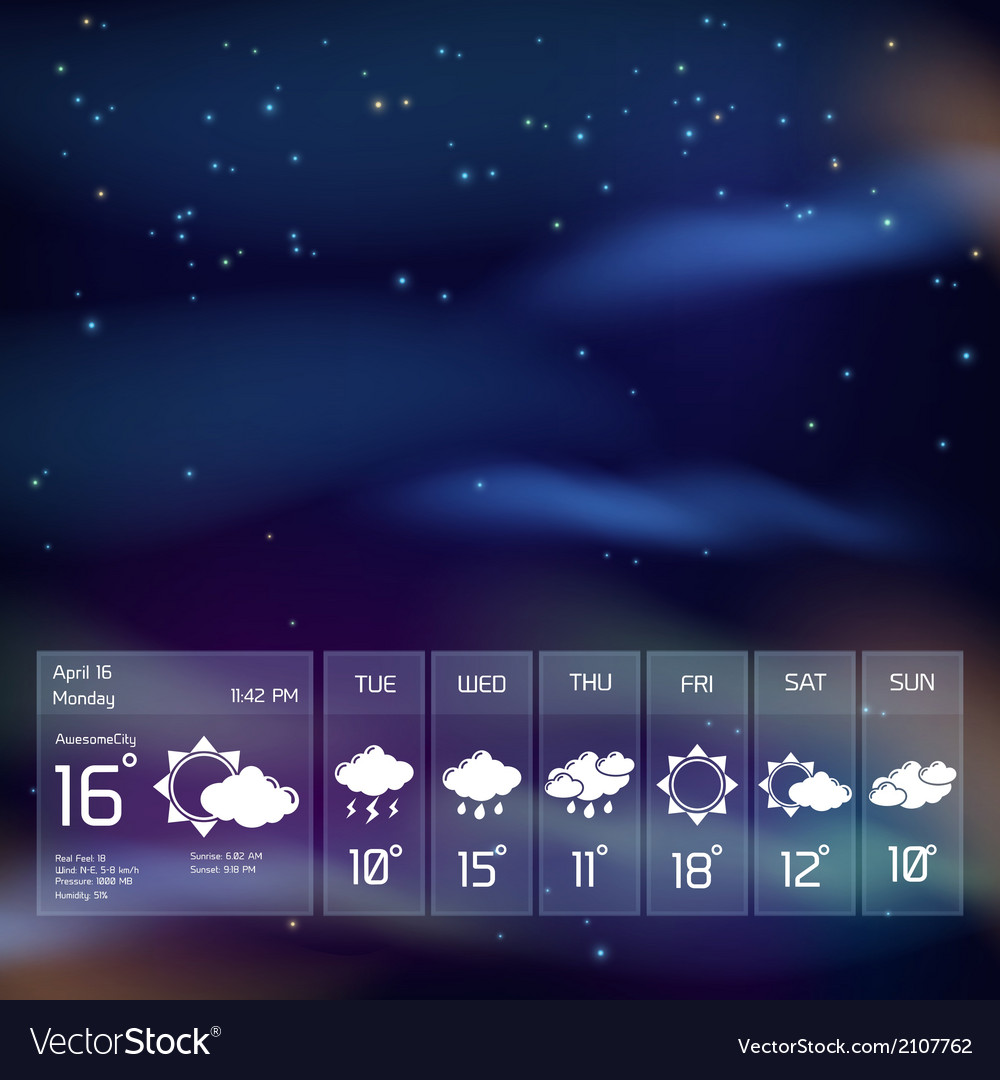 April 16
Monday
11:42 PM
AwesomeCity
16°
Real Feel: 18
Wind: N-E, 5-8 km/h
Pressure: 1000 MB
Humidity: 51%
Sunrise: 6.02 AM
Sunset: 9.18 PM
TUE
10°
WED
15°
THU
11°
FRI
18°
SAT
12°
SUN
10°
VectorStock®
VectorStock.com/2107762